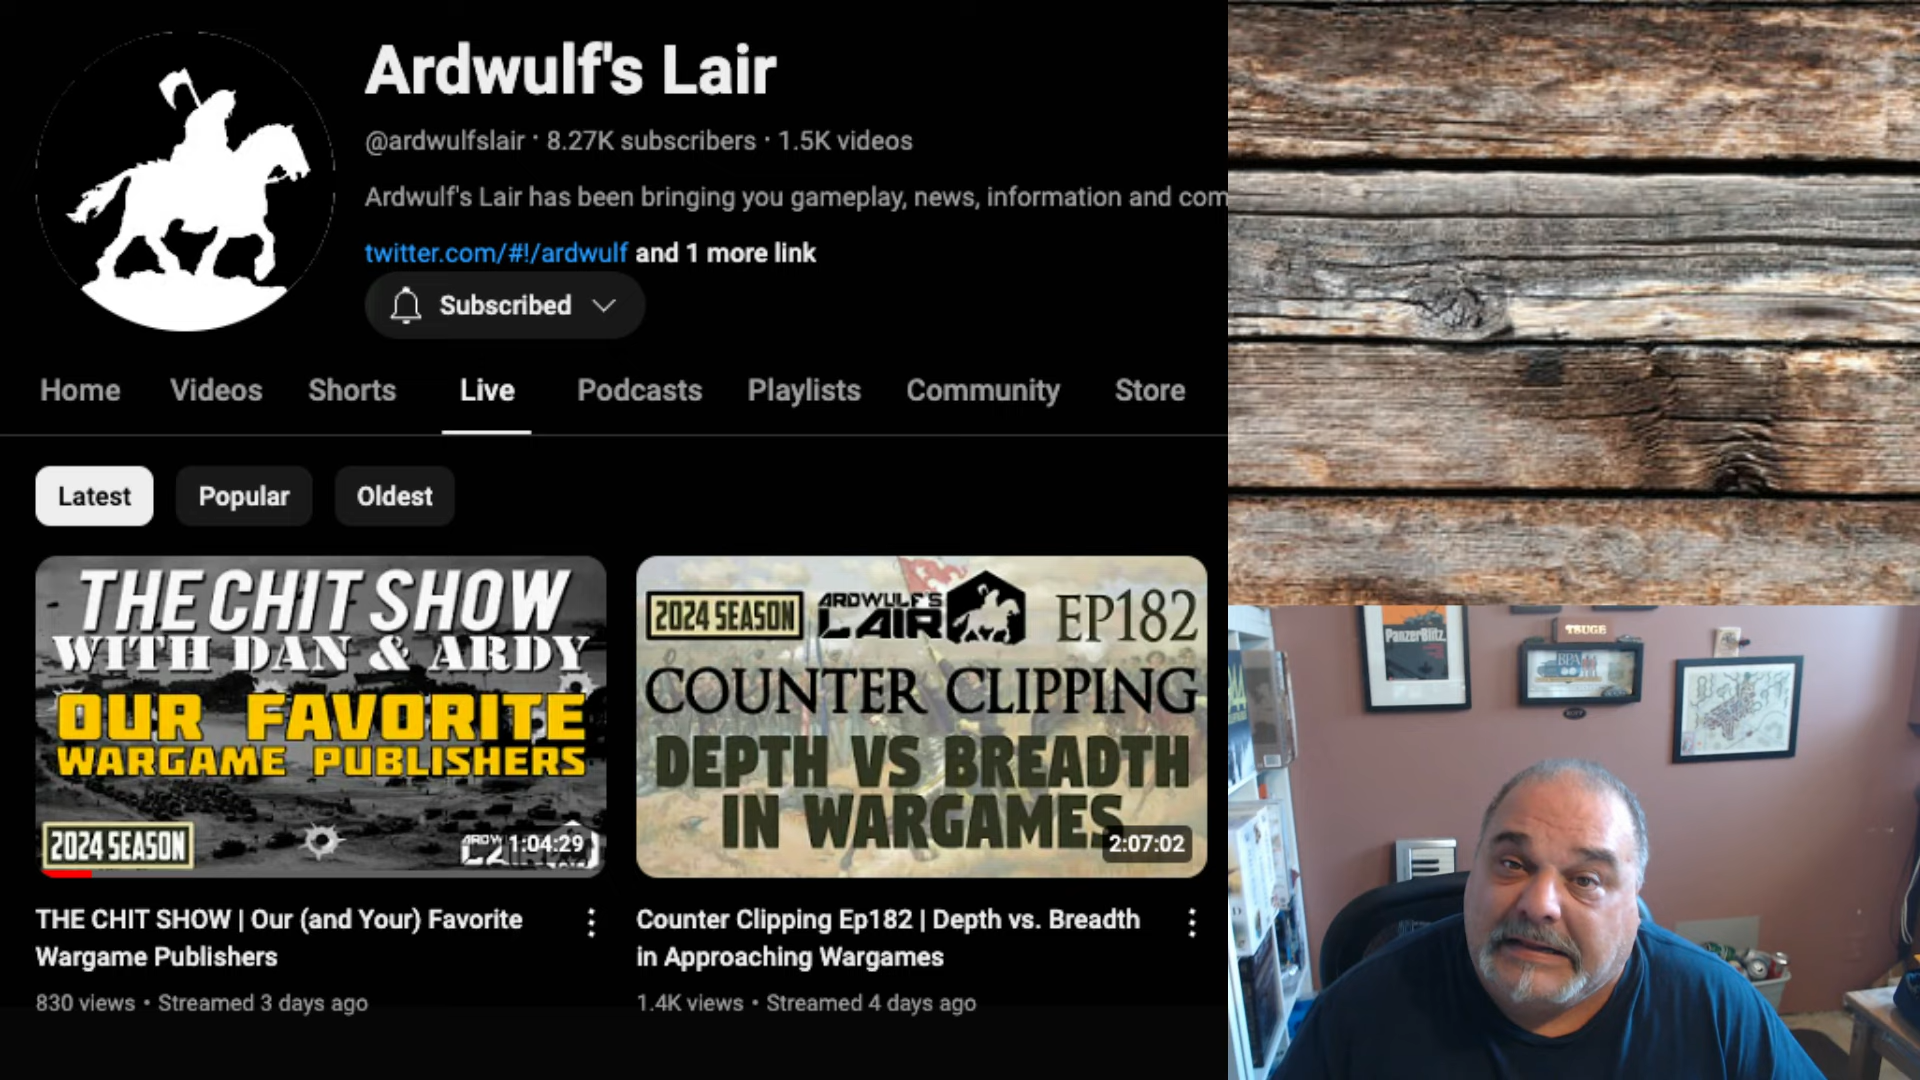 Ardwulf's Lair
@ardwulfslair · 8.27K subscribers · 1.5K videos
Ardwulf's Lair has been bringing you gameplay, news, information and com
twitter.com/#!/ardwulf and 1 more link
Subscribed
Home Videos Shorts Live Podcasts Playlists Community Store
Latest Popular Oldest
THE CHIT SHOW
WITH DAN & ARDY
OUR FAVORITE
WARGAME PUBLISHERS
2024 SEASON
1:04:29
2024 SEASON ARDWULF'S LAIR EP182
COUNTER CLIPPING
DEPTH VS BREADTH
IN WARGAMES
2:07:02
THE CHIT SHOW | Our (and Your) Favorite
Wargame Publishers
830 views • Streamed 3 days ago
Counter Clipping Ep182 | Depth vs. Breadth
in Approaching Wargames
1.4K views • Streamed 4 days ago
PanzerBlitz.
TSUGE